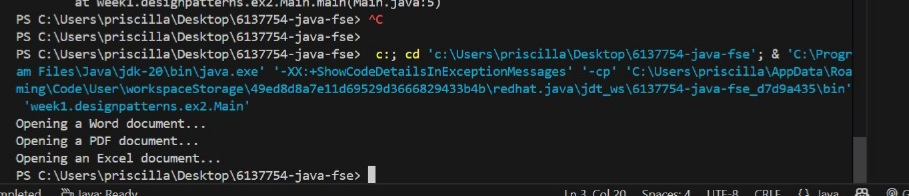 at week1.designpatterns.ex2.Main.main(Main.java:5)
PS C:\Users\priscilla\Desktop\6137754-java-fse> ^C
PS C:\Users\priscilla\Desktop\6137754-java-fse>
PS C:\Users\priscilla\Desktop\6137754-java-fse>  c:; cd 'c:\Users\priscilla\Desktop\6137754-java-fse'; & 'C:\Progr
am Files\Java\jdk-20\bin\java.exe' '-XX:+ShowCodeDetailsInExceptionMessages' '-cp' 'C:\Users\priscilla\AppData\Roa
ming\Code\User\workspaceStorage\49ed8d8a7e11d69529d3666829433b4b\redhat.java\jdt_ws\6137754-java-fse_d7d9a435\bin'
'week1.designpatterns.ex2.Main'
Opening a Word document...
Opening a PDF document...
Opening an Excel document...
PS C:\Users\priscilla\Desktop\6137754-java-fse>
mpleted Java: Ready Ln 3, Col 20 Spaces: 4 UTF-8 CRLF {} Java